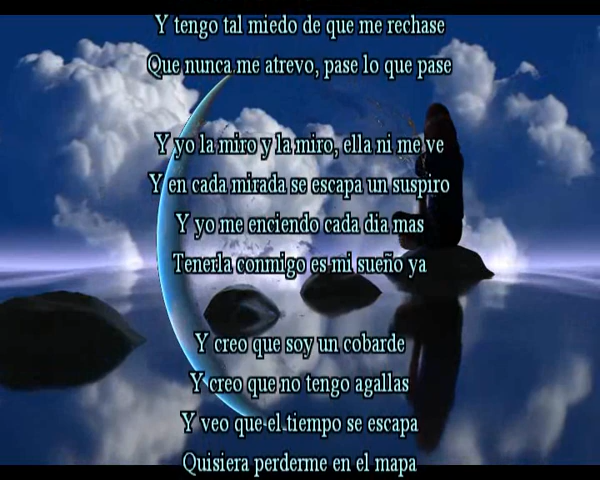 Y tengo tal miedo de que me rechase
Que nunca me atrevo, pase lo que pase
Y yo la miro y la miro, ella ni me ve
Y en cada mirada se escapa un suspiro
Y yo me enciendo cada dia mas
Tenerla conmigo es mi sueño ya
Y creo que soy un cobarde
Y creo que no tengo agallas
Y veo que el tiempo se escapa
Quisiera perderme en el mapa